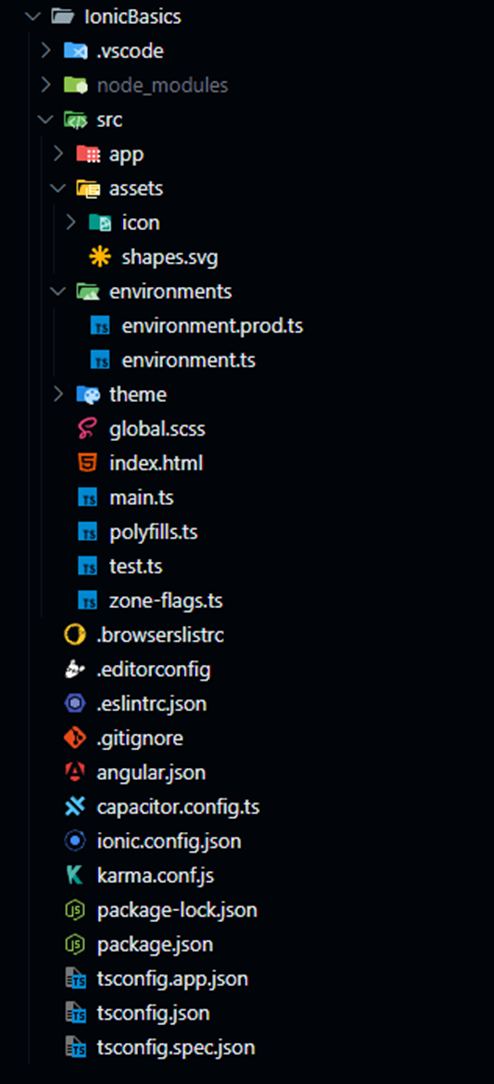 IonicBasics
.vscode
node_modules
src
app
assets
icon
shapes.svg
environments
environment.prod.ts
environment.ts
theme
global.scss
index.html
main.ts
polyfills.ts
test.ts
zone-flags.ts
.browserslistrc
.editorconfig
.eslintrc.json
.gitignore
angular.json
capacitor.config.ts
ionic.config.json
karma.conf.js
package-lock.json
package.json
tsconfig.app.json
tsconfig.json
tsconfig.spec.json